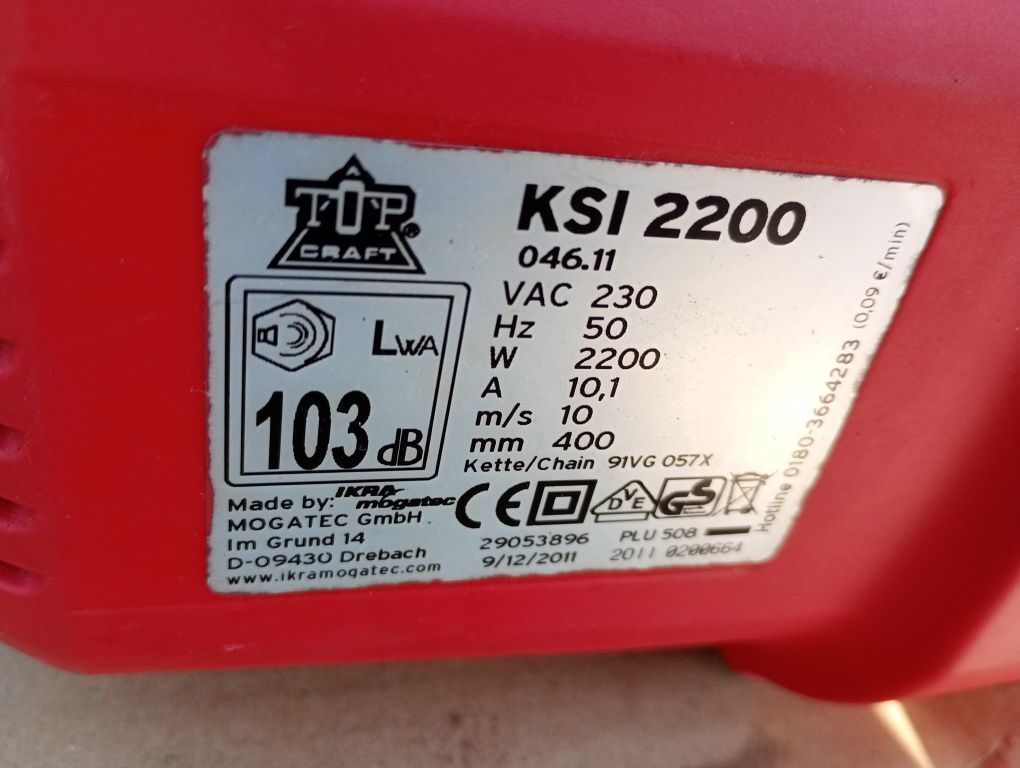 A
TOP®
CRAFT
KSI 2200
046.11
VAC 230
Hz 50
W 2200
A 10,1
m/s 10
mm 400
Kette/Chain 91VG 057X
LWA
103 dB
Made by: IKRA mogatec
MOGATEC GmbH
Im Grund 14
D-09430 Drebach
www.ikramogatec.com
CE
DVE
GS
29053896
9/12/2011
PLU 508
2011 0200664
Hotline 0180-3664283 (0,09 €/min)